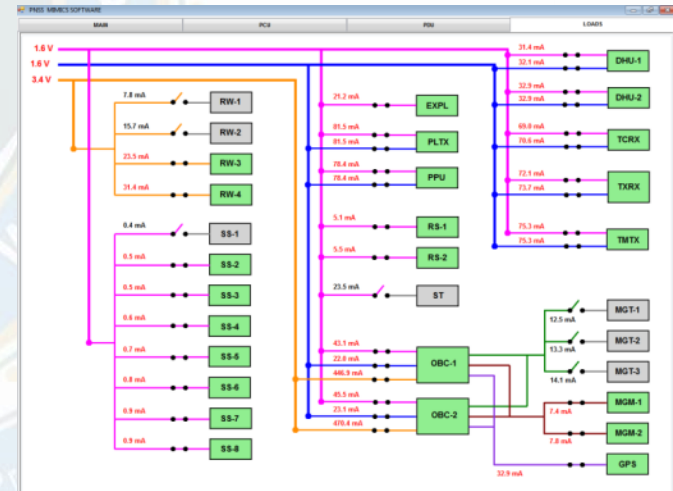 PNSS MIMICS SOFTWARE
MAIN PCU PDU LOADS
1.6 V
1.6 V
3.4 V
7.8 mA RW-1
15.7 mA RW-2
23.5 mA RW-3
31.4 mA RW-4
0.4 mA SS-1
0.5 mA SS-2
0.5 mA SS-3
0.6 mA SS-4
0.7 mA SS-5
0.8 mA SS-6
0.9 mA SS-7
0.9 mA SS-8
21.2 mA EXPL
81.5 mA
81.5 mA
PLTX
78.4 mA
78.4 mA
PPU
5.1 mA RS-1
5.5 mA RS-2
23.5 mA ST
43.1 mA
22.8 mA
446.9 mA
OBC-1
45.5 mA
23.1 mA
470.4 mA
OBC-2
31.4 mA
32.1 mA
DHU-1
32.9 mA
32.9 mA
DHU-2
69.0 mA
70.6 mA
TCRX
72.1 mA
73.7 mA
TXRX
75.3 mA
75.3 mA
TMTX
12.5 mA MGT-1
13.3 mA MGT-2
14.1 mA MGT-3
7.4 mA MGM-1
7.8 mA MGM-2
32.9 mA GPS